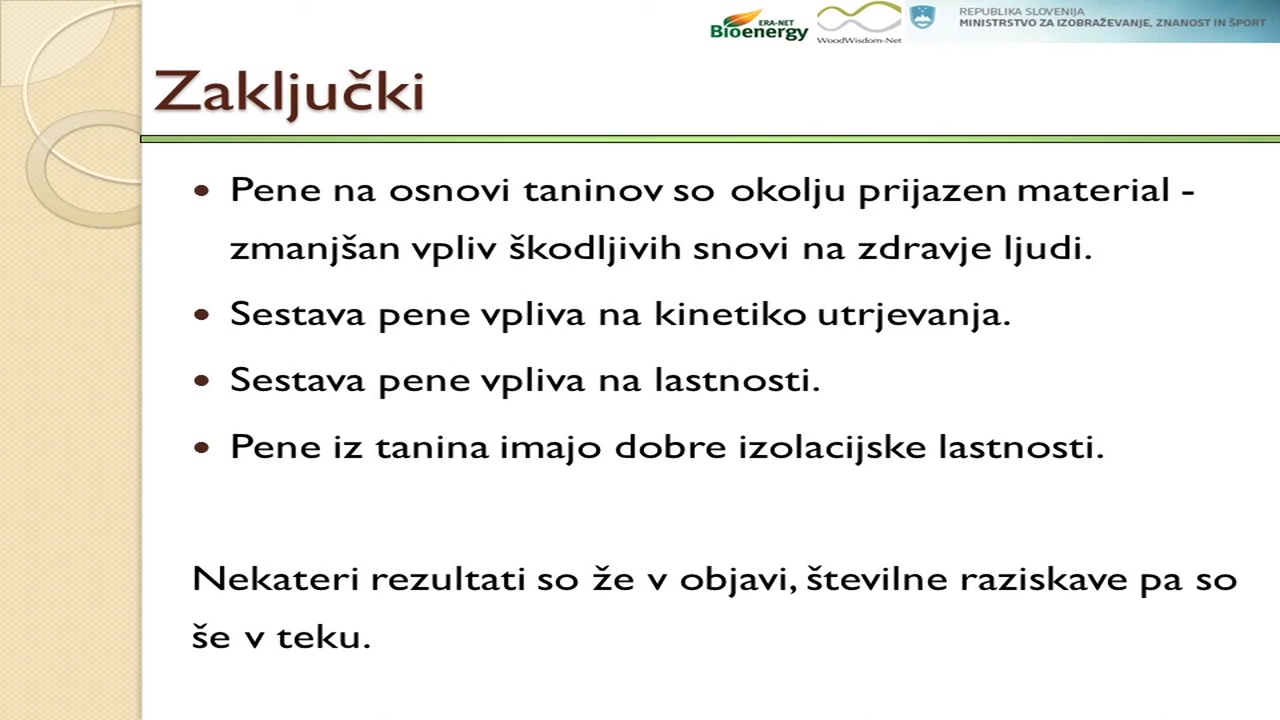 ERA-NET
Bioenergy
WoodWisdom-Net
REPUBLIKA SLOVENIJA
MINISTRSTVO ZA IZOBRAŽEVANJE, ZNANOST IN ŠPORT
Zaključki
• Pene na osnovi taninov so okolju prijazen material -
zmanjšan vpliv škodljivih snovi na zdravje ljudi.
• Sestava pene vpliva na kinetiko utrjevanja.
• Sestava pene vpliva na lastnosti.
• Pene iz tanina imajo dobre izolacijske lastnosti.
Nekateri rezultati so že v objavi, številne raziskave pa so
še v teku.